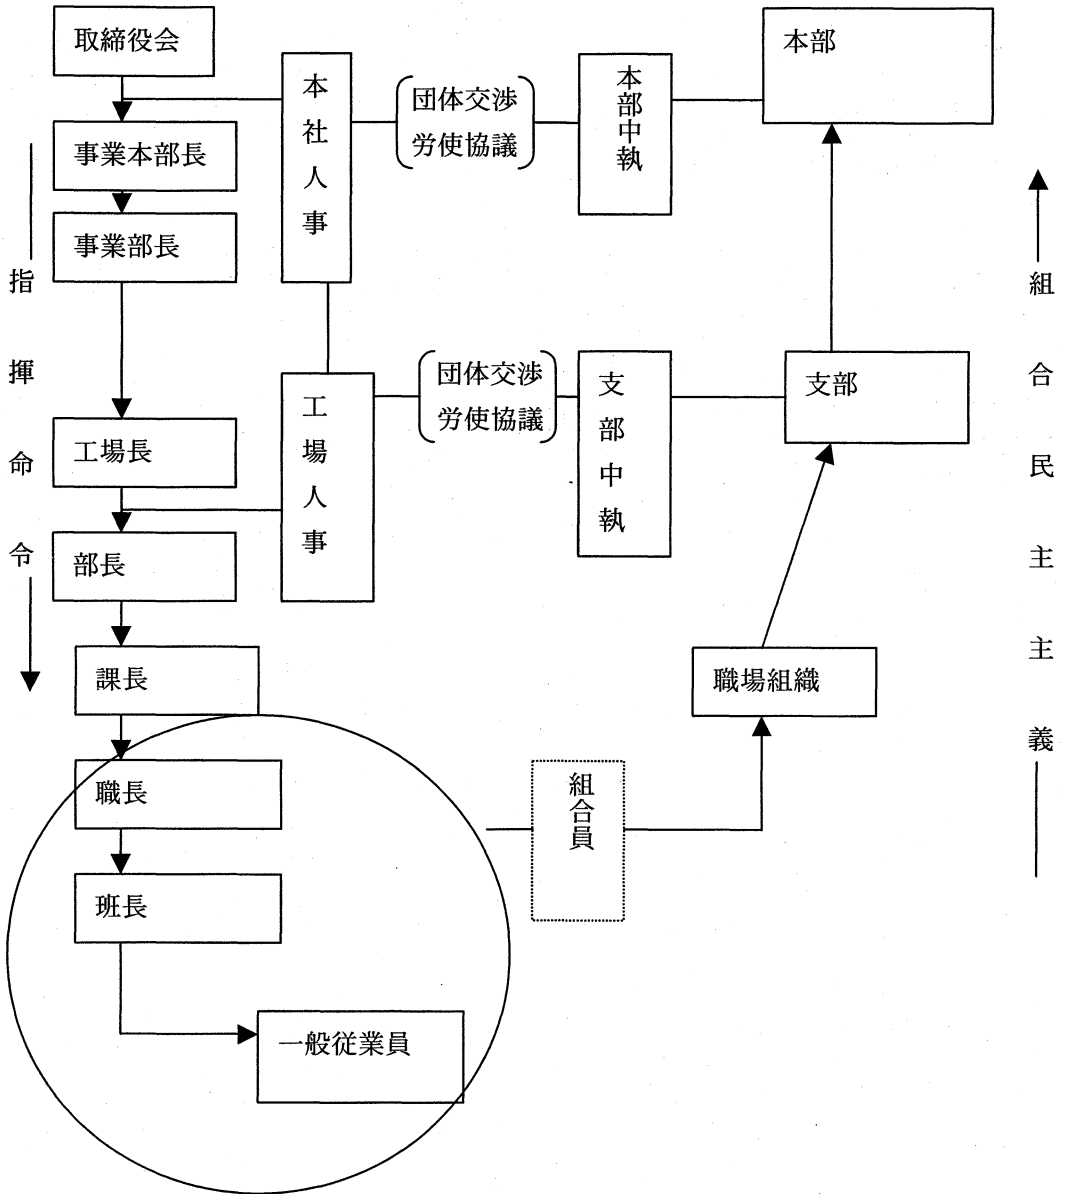 取締役会
事業本部長
事業部長
工場長
部長
課長
職長
班長
一般従業員
指揮命令
本社人事
工場人事
団体交渉
労使協議
団体交渉
労使協議
本部中執
支部中執
本部
支部
職場組織
組合員
組合民主主義